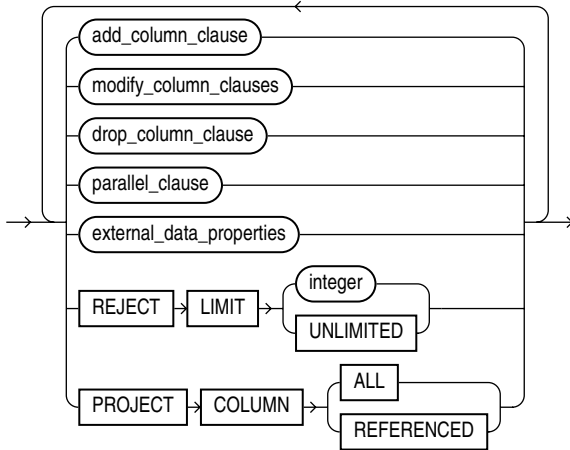 add_column_clause
modify_column_clauses
drop_column_clause
parallel_clause
external_data_properties
REJECT LIMIT integer
UNLIMITED
PROJECT COLUMN ALL
REFERENCED